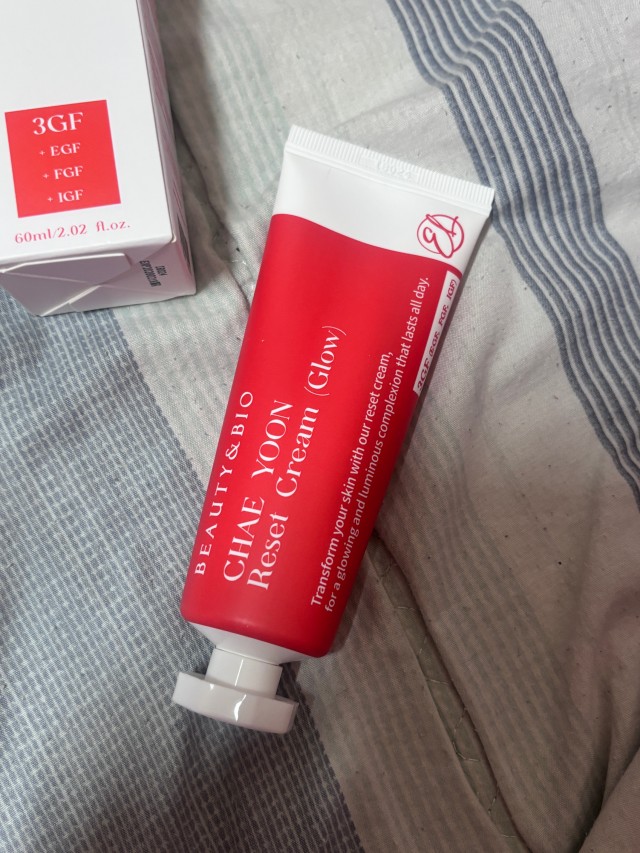 3GF
+ EGF
+ FGF
+ IGF
60ml/2.02 fl.oz.
BEAUTY&BIO
CHAE YOON
Reset Cream (Glow)
Transform your skin with our reset cream,
for a glowing and luminous complexion that lasts all day.